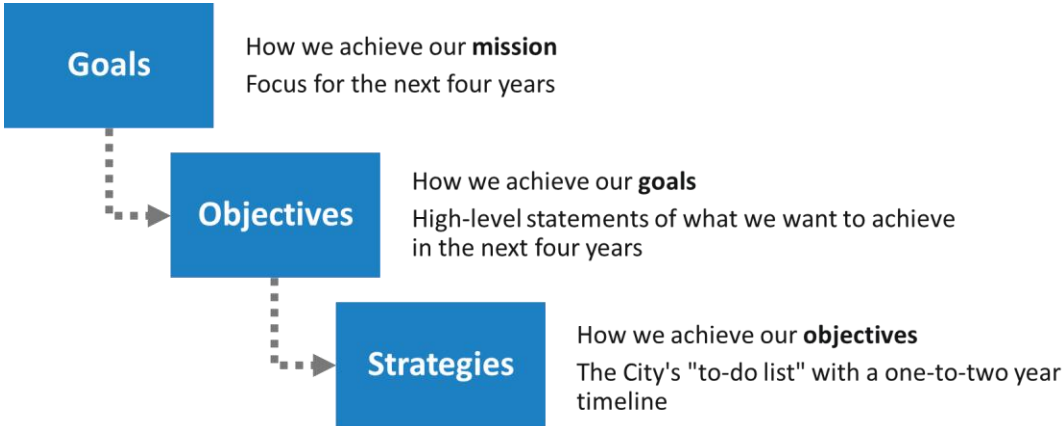 Goals
How we achieve our mission
Focus for the next four years
Objectives
How we achieve our goals
High-level statements of what we want to achieve
in the next four years
Strategies
How we achieve our objectives
The City's "to-do list" with a one-to-two year
timeline